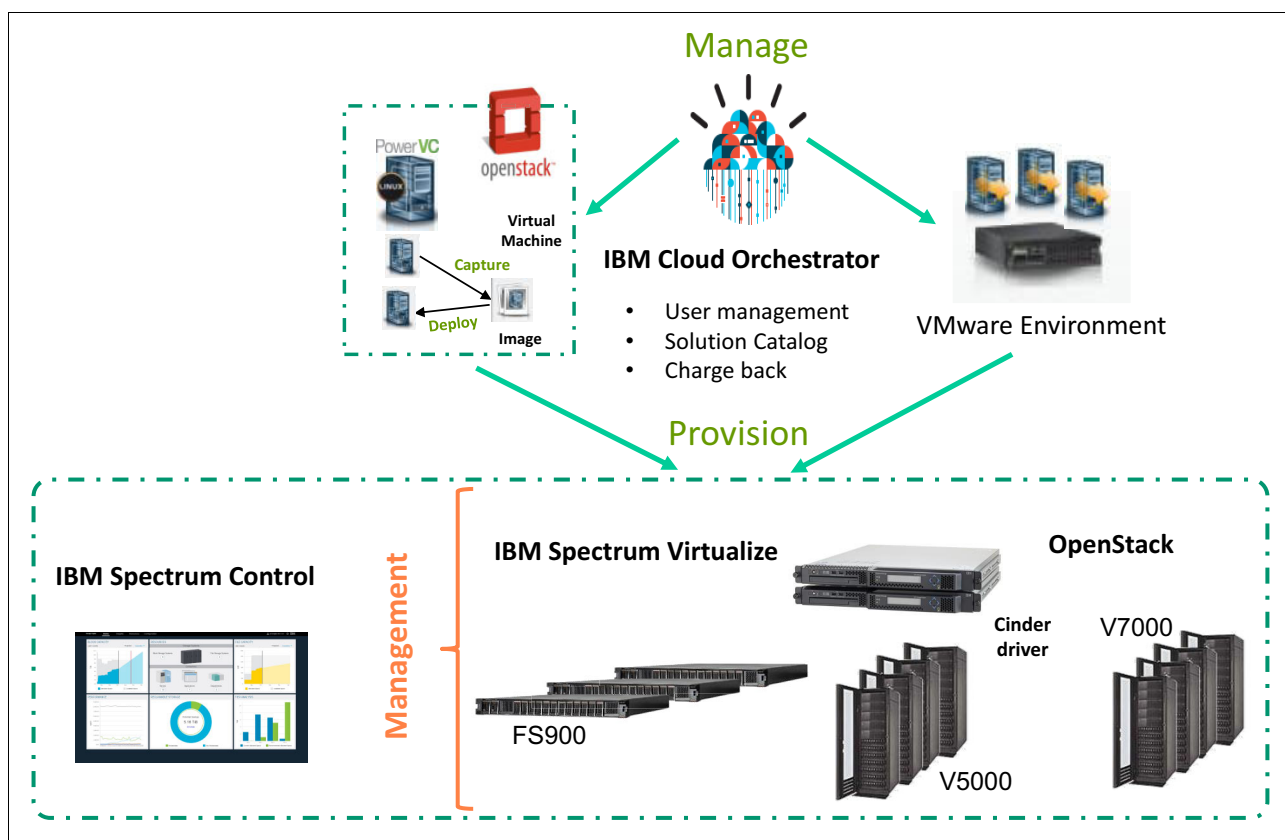 Manage
PowerVC
LINUX
openstack™
Virtual
Machine
Capture
Deploy
Image
IBM Cloud Orchestrator
• User management
• Solution Catalog
• Charge back
VMware Environment
Provision
IBM Spectrum Control
Management
IBM Spectrum Virtualize
OpenStack
Cinder
driver
V7000
FS900
V5000